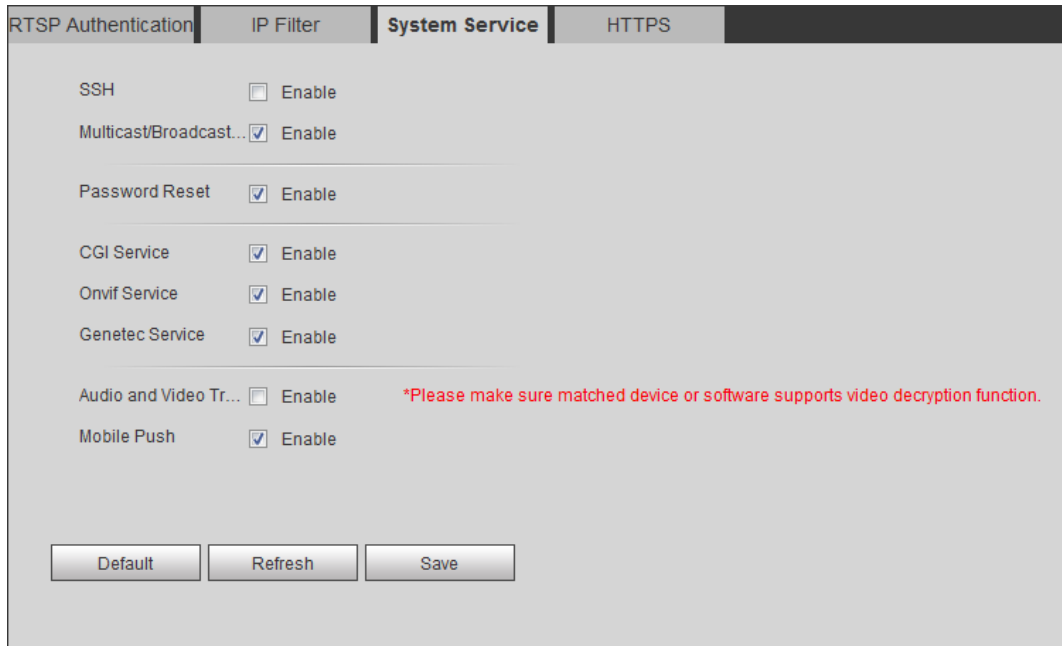 RTSP Authentication IP Filter System Service HTTPS
SSH Enable
Multicast/Broadcast... Enable
Password Reset Enable
CGI Service Enable
Onvif Service Enable
Genetec Service Enable
Audio and Video Tr... Enable *Please make sure matched device or software supports video decryption function.
Mobile Push Enable
Default Refresh Save